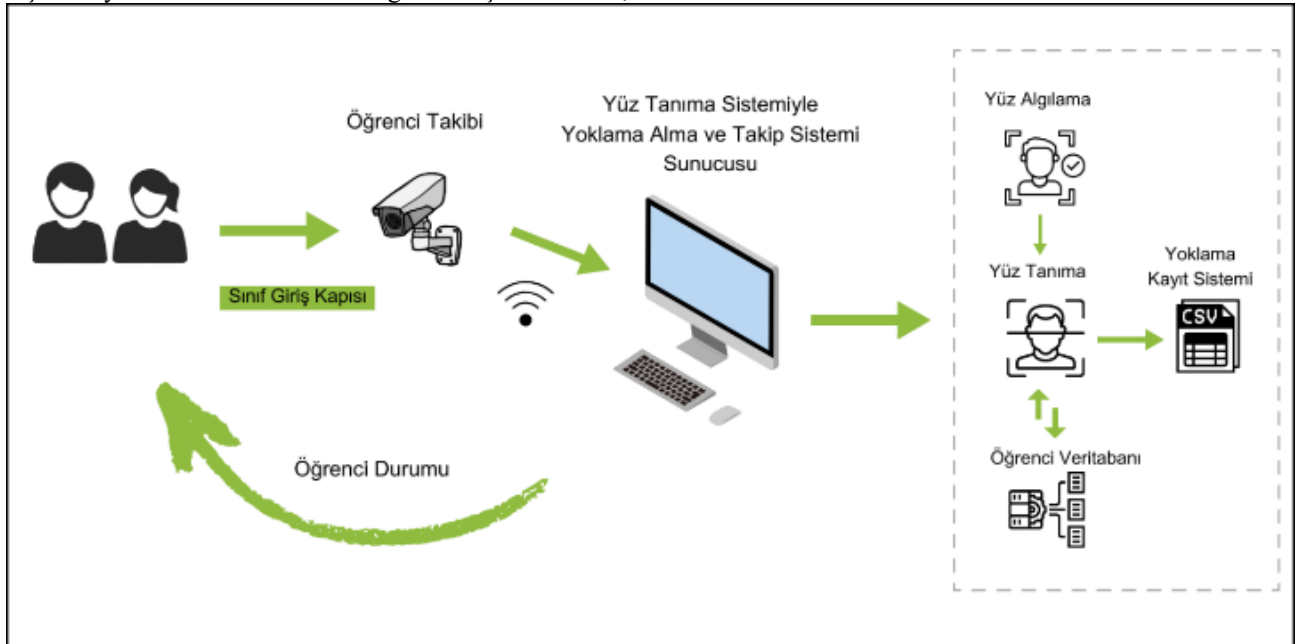 Öğrenci Takibi
Yüz Tanıma Sistemiyle
Yoklama Alma ve Takip Sistemi
Sunucusu
Yüz Algılama
Sınıf Giriş Kapısı
Yüz Tanıma
Yoklama
Kayıt Sistemi
CSV
Öğrenci Durumu
Öğrenci Veritabanı